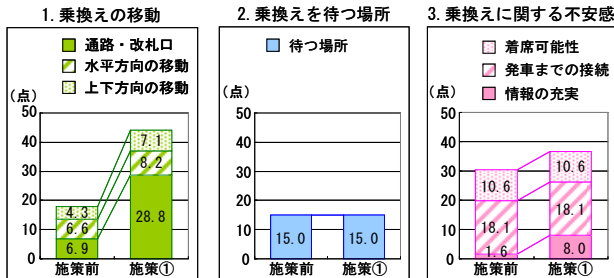 1. 乗換えの移動
通路・改札口
水平方向の移動
上下方向の移動
(点)
50
40
30
20
10
0
4.3
6.6
6.9
7.1
8.2
28.8
施策前
施策①
2. 乗換えを待つ場所
待つ場所
(点)
50
40
30
20
10
0
15.0
15.0
施策前
施策①
3. 乗換えに関する不安感
着席可能性
発車までの接続
情報の充実
(点)
50
40
30
20
10
0
10.6
18.1
1.6
10.6
18.1
8.0
施策前
施策①